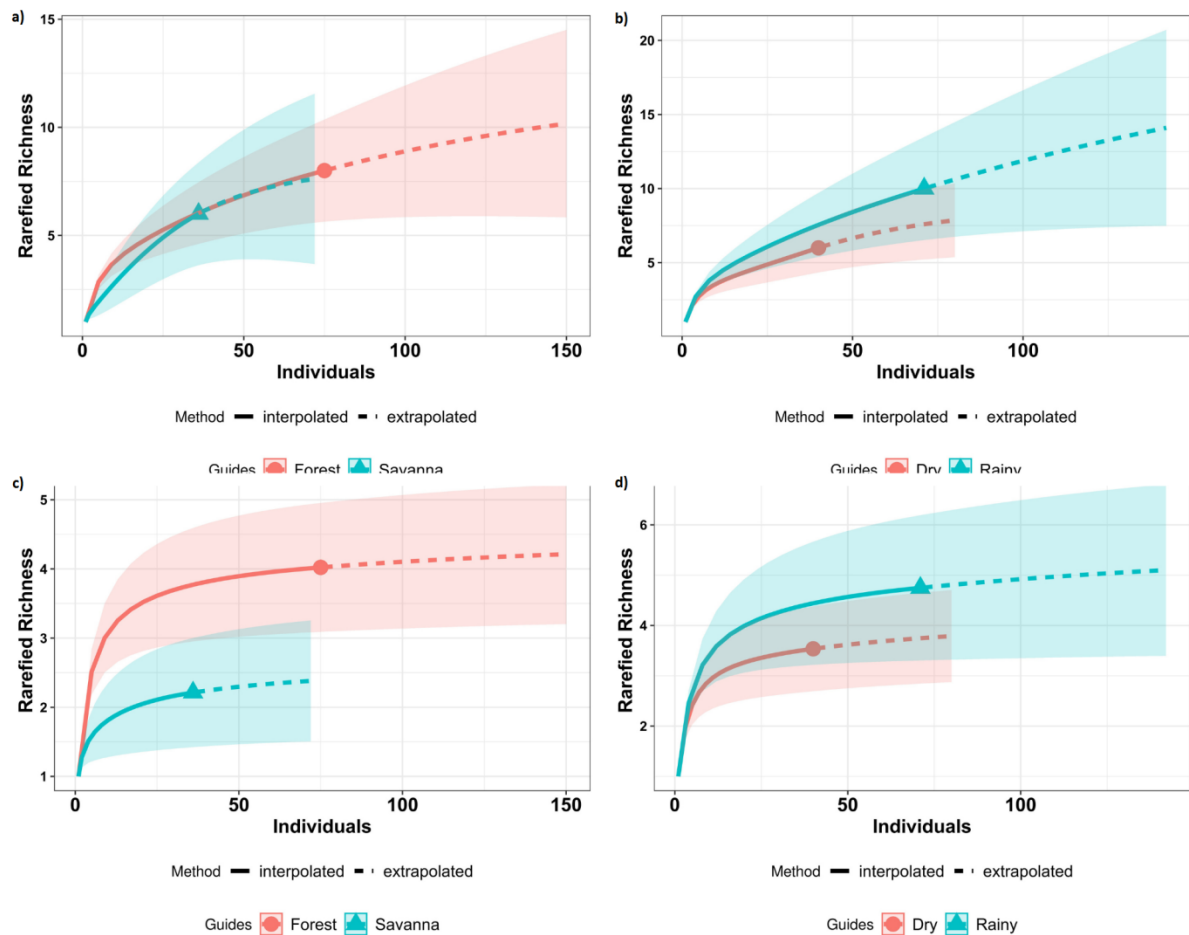 a)
15
10
5
Rarefied Richness
0 50 100 150
Individuals
Method interpolated extrapolated
Guides Forest Savanna
b)
20
15
10
5
Rarefied Richness
0 50 100
Individuals
Method interpolated extrapolated
Guides Dry Rainy
c)
5
4
3
2
1
Rarefied Richness
0 50 100 150
Individuals
Method interpolated extrapolated
Guides Forest Savanna
d)
6
4
2
Rarefied Richness
0 50 100
Individuals
Method interpolated extrapolated
Guides Dry Rainy